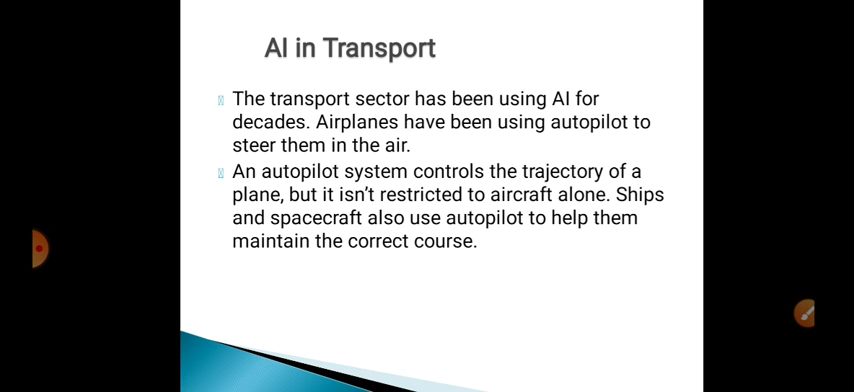 AI in Transport
The transport sector has been using AI for
decades. Airplanes have been using autopilot to
steer them in the air.
An autopilot system controls the trajectory of a
plane, but it isn’t restricted to aircraft alone. Ships
and spacecraft also use autopilot to help them
maintain the correct course.